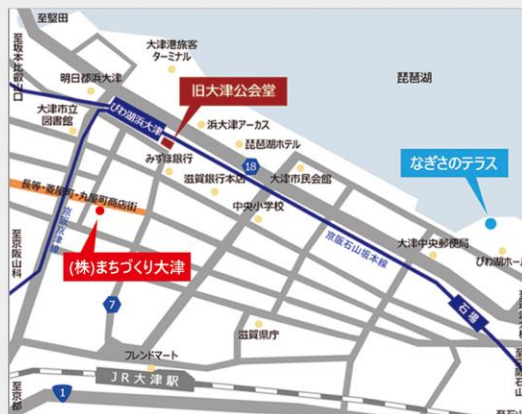 至堅田
至坂本比叡山口
大津港旅客
ターミナル
琵琶湖
明日都浜大津
旧大津公会堂
大津市立
図書館
びわ湖浜大津
浜大津アーカス
琵琶湖ホテル
みずほ銀行
18
なぎさのテラス
滋賀銀行本店
大津市民会館
長等・菱屋町・丸屋町商店街
中央小学校
京阪京津線
京阪石山坂本線
大津中央郵便局
びわ湖ホール
至京阪山科
(株)まちづくり大津
7
石場
滋賀県庁
フレンドマート
JR大津駅
1
至京都
至京阪石山